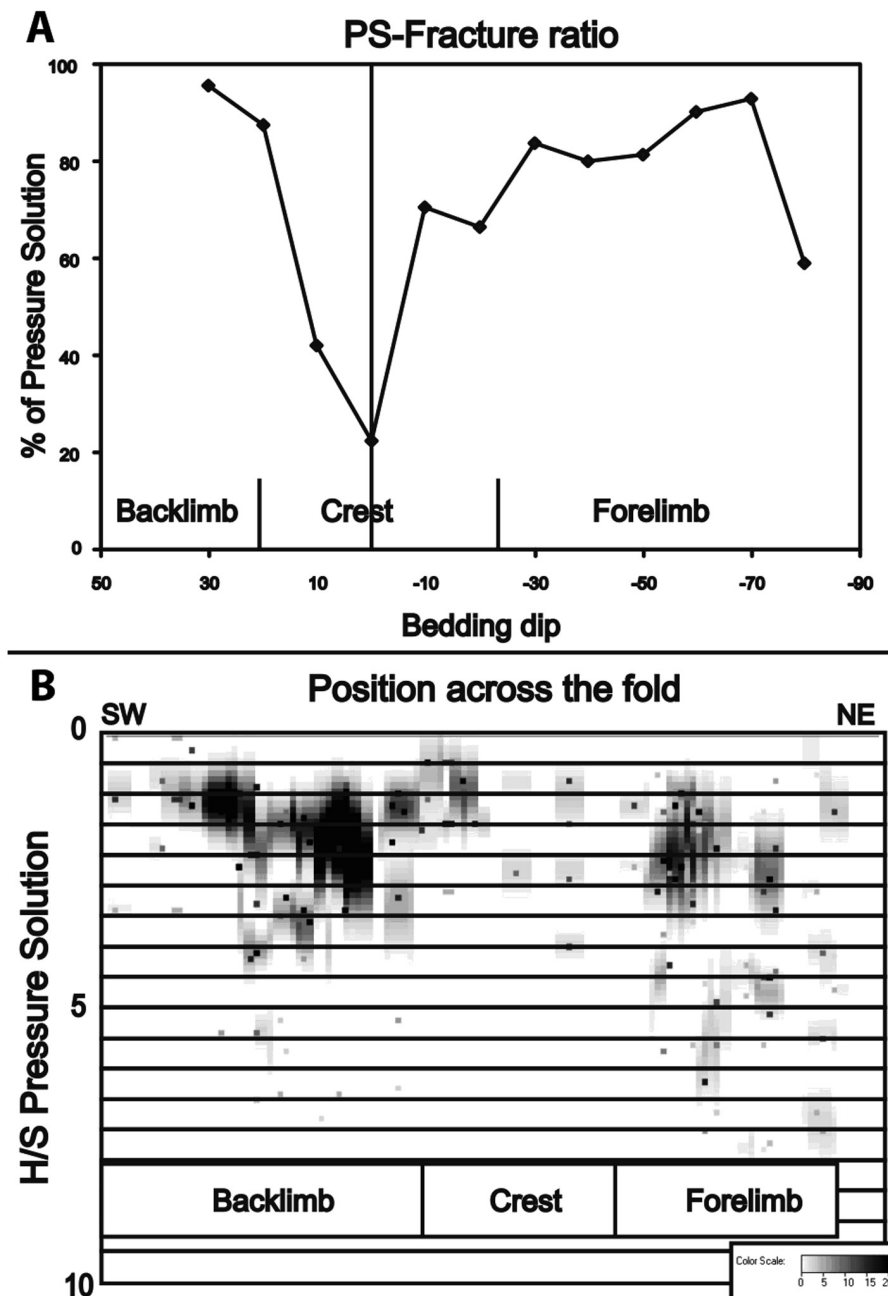 A
PS-Fracture ratio
100
80
60
40
20
0
% of Pressure Solution
Backlimb Crest Forelimb
50 30 10 -10 -30 -50 -70 -90
Bedding dip
B
Position across the fold
SW NE
0
5
10
H/S Pressure Solution
Backlimb Crest Forelimb
Color Scale:
0 5 10 15